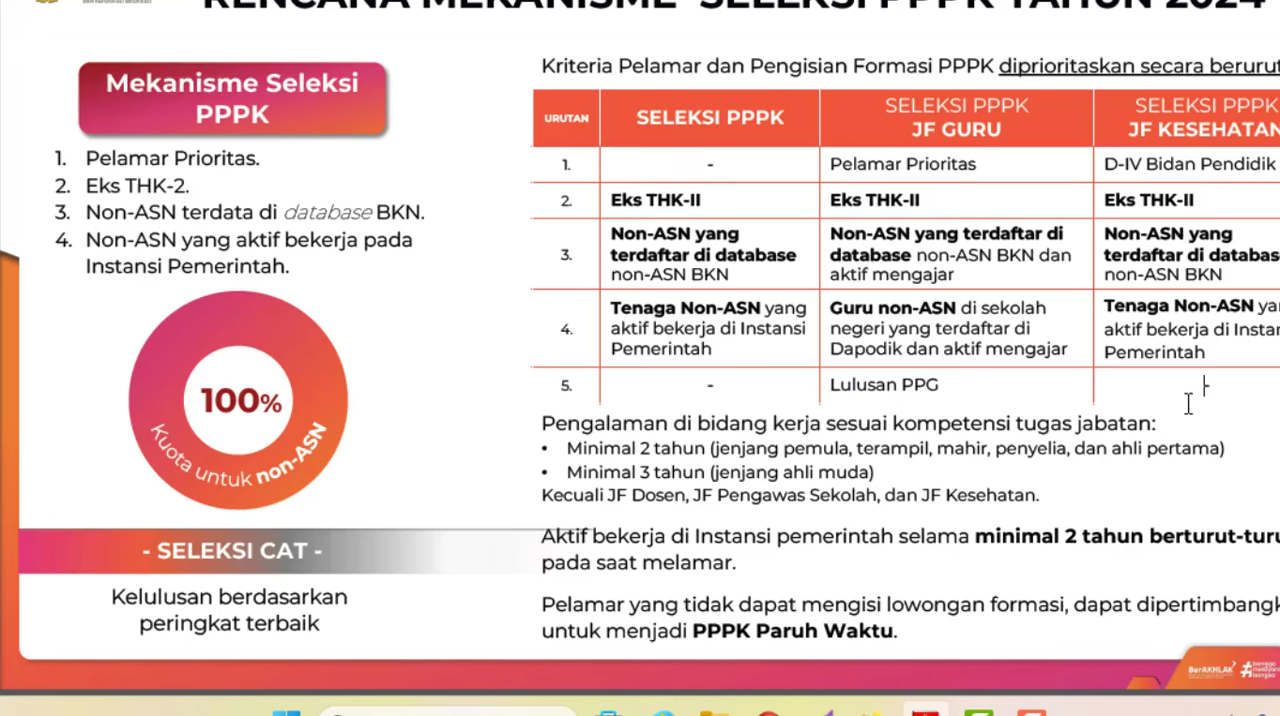 RENCANA MEKANISME SELEKSI PPPK TAHUN 2024
Mekanisme Seleksi
PPPK
1. Pelamar Prioritas.
2. Eks THK-2.
3. Non-ASN terdata di database BKN.
4. Non-ASN yang aktif bekerja pada
Instansi Pemerintah.
100%
Kuota untuk non-ASN
- SELEKSI CAT -
Kelulusan berdasarkan
peringkat terbaik
Kriteria Pelamar dan Pengisian Formasi PPPK diprioritaskan secara berurut
URUTAN
SELEKSI PPPK
SELEKSI PPPK
JF GURU
SELEKSI PPPK
JF KESEHATAN
1.
-
Pelamar Prioritas
D-IV Bidan Pendidik
2.
Eks THK-II
Eks THK-II
Eks THK-II
3.
Non-ASN yang
terdaftar di database
non-ASN BKN
Non-ASN yang terdaftar di
database non-ASN BKN dan
aktif mengajar
Non-ASN yang
terdaftar di databas
non-ASN BKN
4.
Tenaga Non-ASN yang
aktif bekerja di Instansi
Pemerintah
Guru non-ASN di sekolah
negeri yang terdaftar di
Dapodik dan aktif mengajar
Tenaga Non-ASN ya
aktif bekerja di Instan
Pemerintah
5.
-
Lulusan PPG
-
Pengalaman di bidang kerja sesuai kompetensi tugas jabatan:
• Minimal 2 tahun (jenjang pemula, terampil, mahir, penyelia, dan ahli pertama)
• Minimal 3 tahun (jenjang ahli muda)
Kecuali JF Dosen, JF Pengawas Sekolah, dan JF Kesehatan.
Aktif bekerja di Instansi pemerintah selama minimal 2 tahun berturut-turu
pada saat melamar.
Pelamar yang tidak dapat mengisi lowongan formasi, dapat dipertimbangk
untuk menjadi PPPK Paruh Waktu.
BerAKHLAK